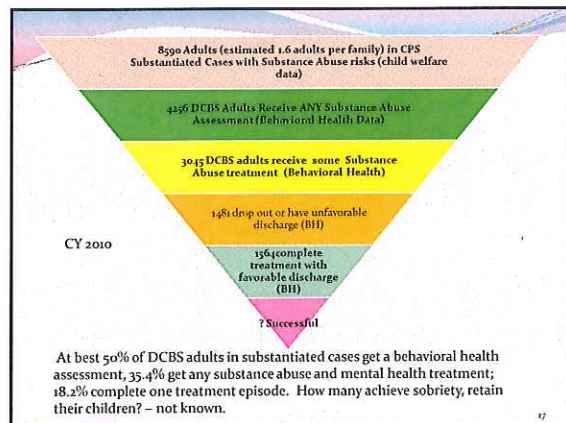 8590 Adults (estimated 1.6 adults per family) in CPS
Substantiated Cases with Substance Abuse risks (child welfare
data)
4256 DCBS Adults Receive ANY Substance Abuse
Assessment (Behavioral Health Data)
3045 DCBS adults receive some Substance
Abuse treatment (Behavioral Health)
1481 drop out or have unfavorable
discharge (BH)
CY 2010
1564complete
treatment with
favorable discharge
(BH)
? Successful
At best 50% of DCBS adults in substantiated cases get a behavioral health
assessment, 35.4% get any substance abuse and mental health treatment;
18.2% complete one treatment episode. How many achieve sobriety, retain
their children? – not known.
17